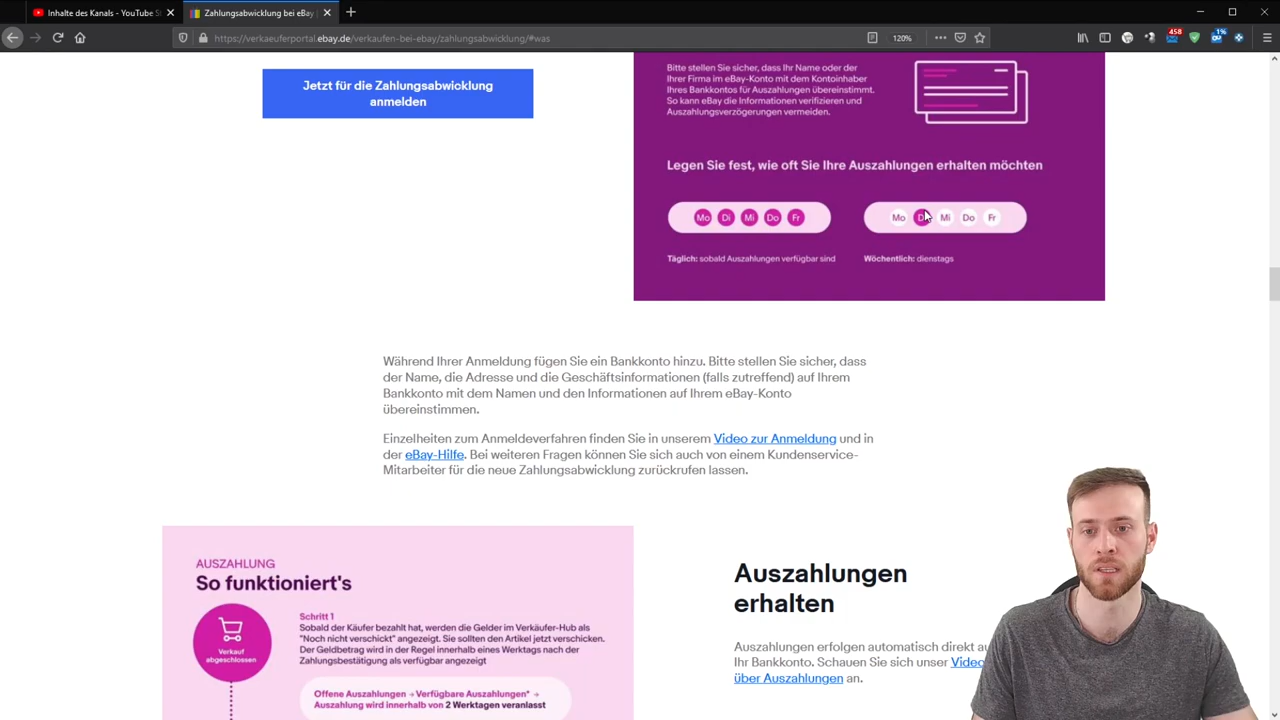 Inhalte des Kanals - YouTube St
Zahlungsabwicklung bei eBay
https://verkaeuferportal.ebay.de/verkaufen-bei-ebay/zahlungsabwicklung/#was
120%
458
1%
Jetzt für die Zahlungsabwicklung
anmelden
Bitte stellen Sie sicher, dass Ihr Name oder der
Ihrer Firma im eBay-Konto mit dem Kontoinhaber
Ihres Bankkontos für Auszahlungen übereinstimmt.
So kann eBay die Informationen verifizieren und
Auszahlungsverzögerungen vermeiden.
Legen Sie fest, wie oft Sie Ihre Auszahlungen erhalten möchten
Mo Di Mi Do Fr
Mo D Mi Do Fr
Täglich: sobald Auszahlungen verfügbar sind
Wöchentlich: dienstags
Während Ihrer Anmeldung fügen Sie ein Bankkonto hinzu. Bitte stellen Sie sicher, dass
der Name, die Adresse und die Geschäftsinformationen (falls zutreffend) auf Ihrem
Bankkonto mit dem Namen und den Informationen auf Ihrem eBay-Konto
übereinstimmen.
Einzelheiten zum Anmeldeverfahren finden Sie in unserem Video zur Anmeldung und in
der eBay-Hilfe. Bei weiteren Fragen können Sie sich auch von einem Kundenservice-
Mitarbeiter für die neue Zahlungsabwicklung zurückrufen lassen.
AUSZAHLUNG
So funktioniert's
Verkauf
abgeschlossen
Schritt 1
Sobald der Käufer bezahlt hat, werden die Gelder im Verkäufer-Hub als
"Noch nicht verschickt" angezeigt. Sie sollten den Artikel jetzt verschicken.
Der Geldbetrag wird in der Regel innerhalb eines Werktags nach der
Zahlungsbestätigung als verfügbar angezeigt
Offene Auszahlungen → Verfügbare Auszahlungen* →
Auszahlung wird innerhalb von 2 Werktagen veranlasst
Auszahlungen
erhalten
Auszahlungen erfolgen automatisch direkt au
Ihr Bankkonto. Schauen Sie sich unser Video
über Auszahlungen an.